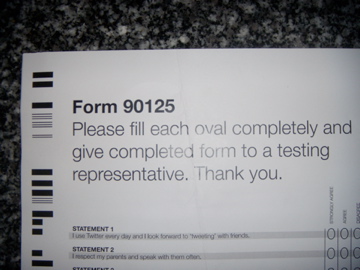 Form 90125
Please fill each oval completely and
give completed form to a testing
representative. Thank you.
STATEMENT 1
I use Twitter every day and I look forward to "tweeting" with friends.
STATEMENT 2
I respect my parents and speak with them often.